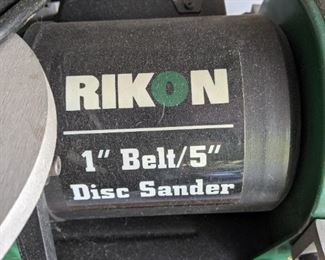 RIKON
1" Belt/5"
Disc Sander